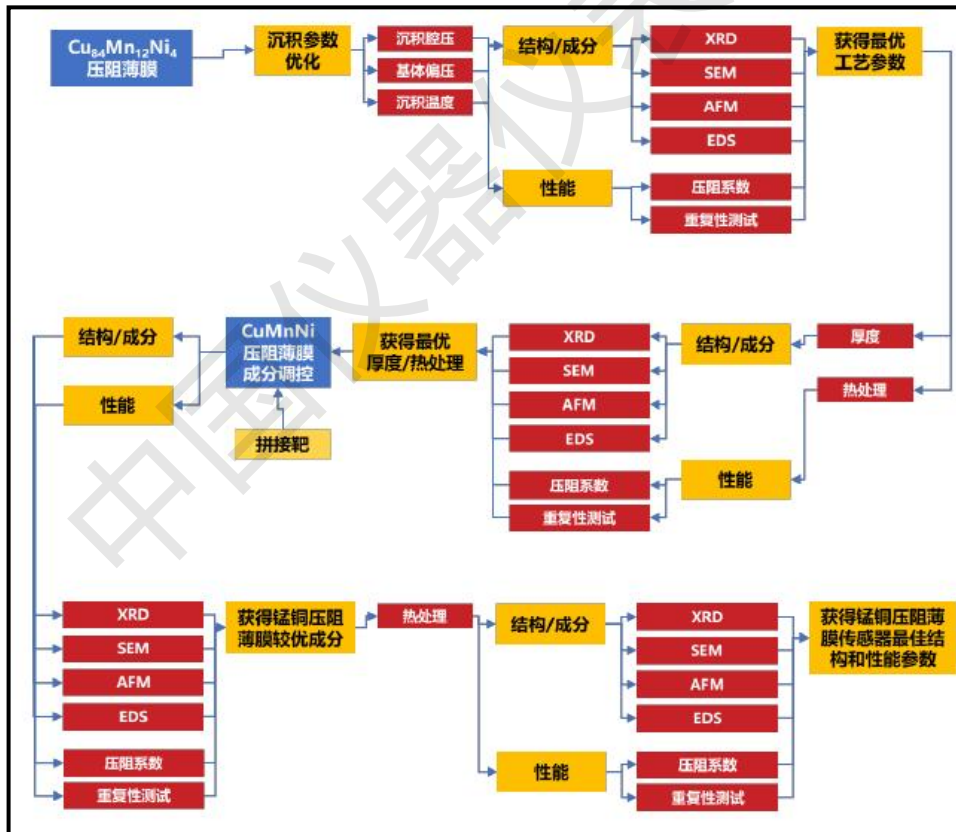 Cu84Mn12Ni4
压阻薄膜
沉积参数
优化
沉积腔压
基体偏压
沉积温度
结构/成分
性能
XRD
SEM
AFM
EDS
压阻系数
重复性测试
获得最优
工艺参数
厚度
热处理
结构/成分
性能
XRD
SEM
AFM
EDS
压阻系数
重复性测试
获得最优
厚度/热处理
CuMnNi
压阻薄膜
成分调控
拼接靶
结构/成分
性能
XRD
SEM
AFM
EDS
压阻系数
重复性测试
获得锰铜压阻
薄膜较优成分
热处理
结构/成分
性能
XRD
SEM
AFM
EDS
压阻系数
重复性测试
获得锰铜压阻薄
膜传感器最佳结
构和性能参数
中国仪器仪表